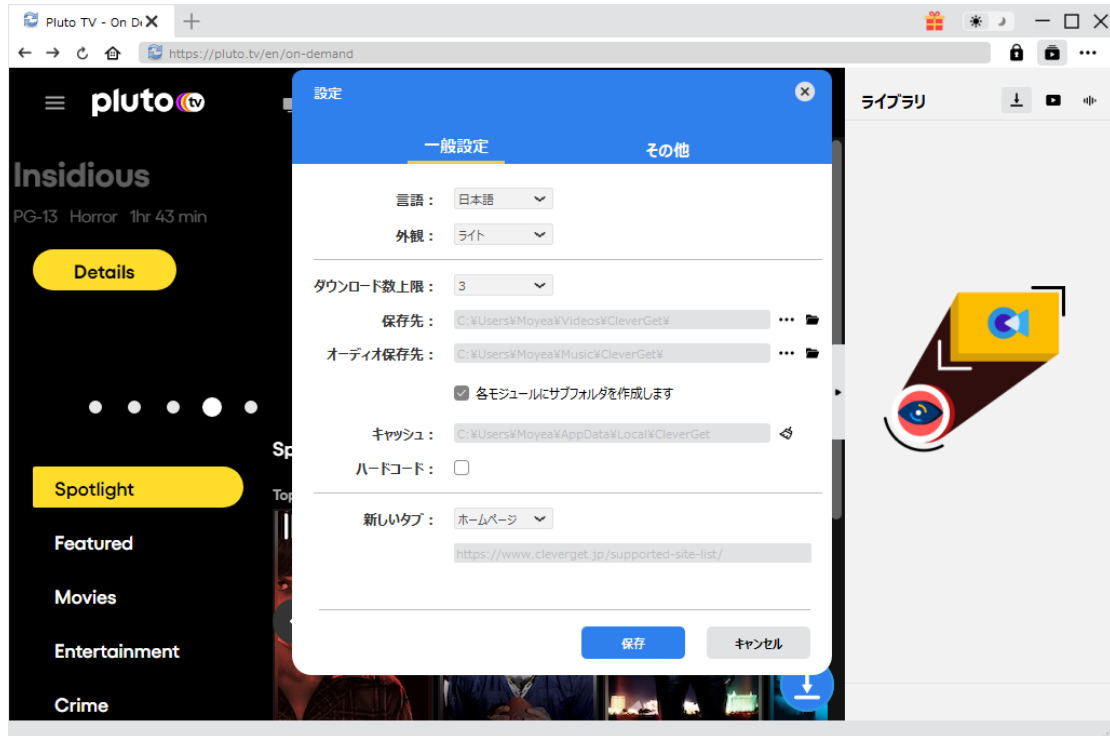 Pluto TV - On D
https://pluto.tv/en/on-demand
pluto tv
Insidious
PG-13 Horror 1hr 43 min
Details
Spotlight
Featured
Movies
Entertainment
Crime
Sp
Top
設定
一般設定
その他
言語：
日本語
外観：
ライト
ダウンロード数上限：
3
保存先：
C:¥Users¥Moyea¥Videos¥CleverGet¥
オーディオ保存先：
C:¥Users¥Moyea¥Music¥CleverGet¥
各モジュールにサブフォルダを作成します
キャッシュ：
C:¥Users¥Moyea¥AppData¥Local¥CleverGet
ハードコード：
新しいタブ：
ホームページ
https://www.cleverget.jp/supported-site-list/
保存
キャンセル
ライブラリ